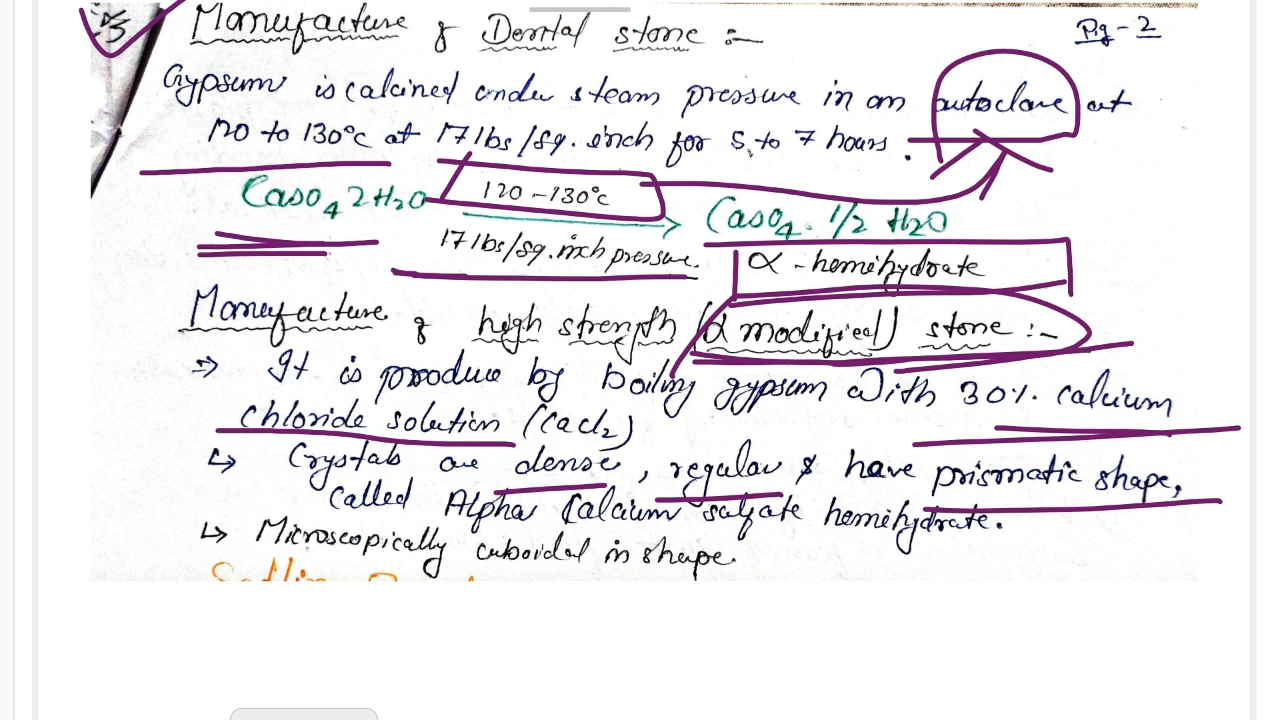 Manufacture of Dental stone :-
Pg-2
Gypsum is calcined under steam pressure in an autoclave at
120 to 130°c at 17 lbs/sq. inch for 5 to 7 hours.
CaSO4 2H2O 120-130°c CaSO4. 1/2 H2O
17 lbs/sq. inch pressure. α - hemihydrate
Manufacture of high strength (α modified) stone :-
⇒ It is produce by boiling gypsum with 30% calcium
chloride solution (CaCl2)
↳ Crystals are dense, regular & have prismatic shape,
called Alpha Calcium sulfate hemihydrate.
↳ Microscopically cuboidal in shape.